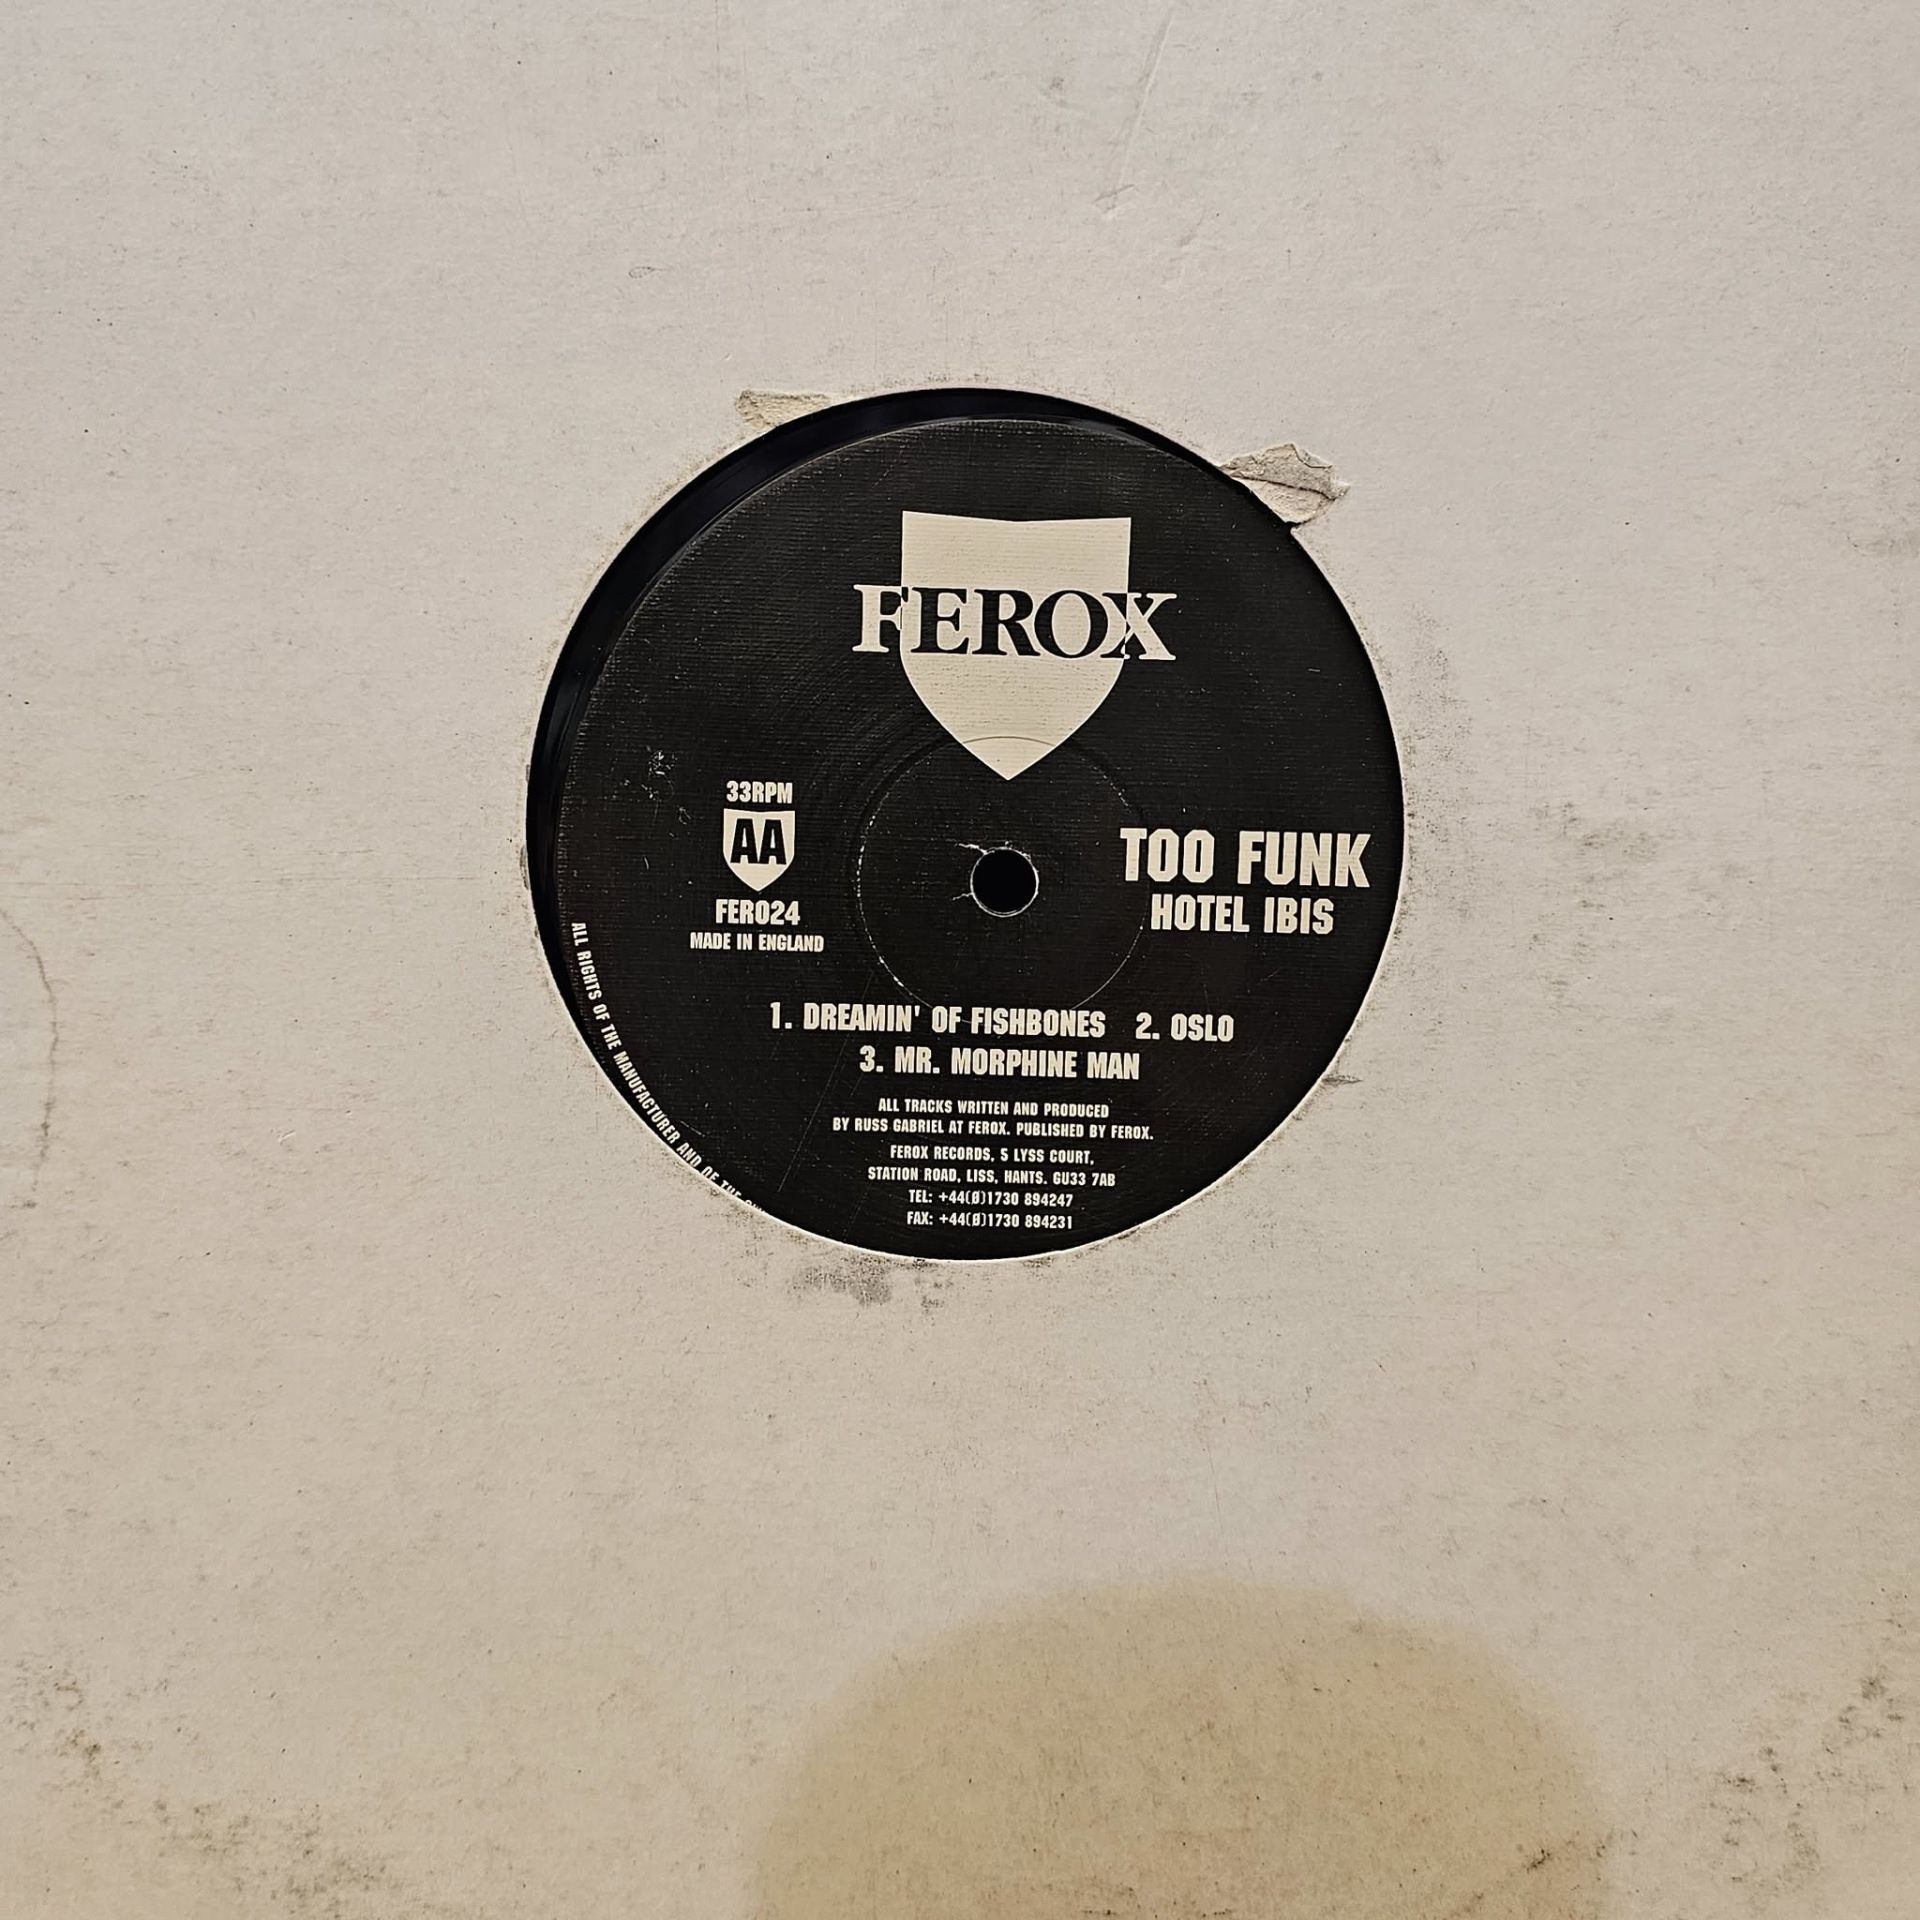 FEROX
33RPM
AA
FER024
MADE IN ENGLAND
TOO FUNK
HOTEL IBIS
1. DREAMIN' OF FISHBONES 2. OSLO
3. MR. MORPHINE MAN
ALL TRACKS WRITTEN AND PRODUCED
BY RUSS GABRIEL AT FEROX. PUBLISHED BY FEROX.
FEROX RECORDS, 5 LYSS COURT,
STATION ROAD, LISS, HANTS. GU33 7AB
TEL: +44(0)1730 894247
FAX: +44(0)1730 894231
ALL RIGHTS OF THE MANUFACTURER AND OF THE